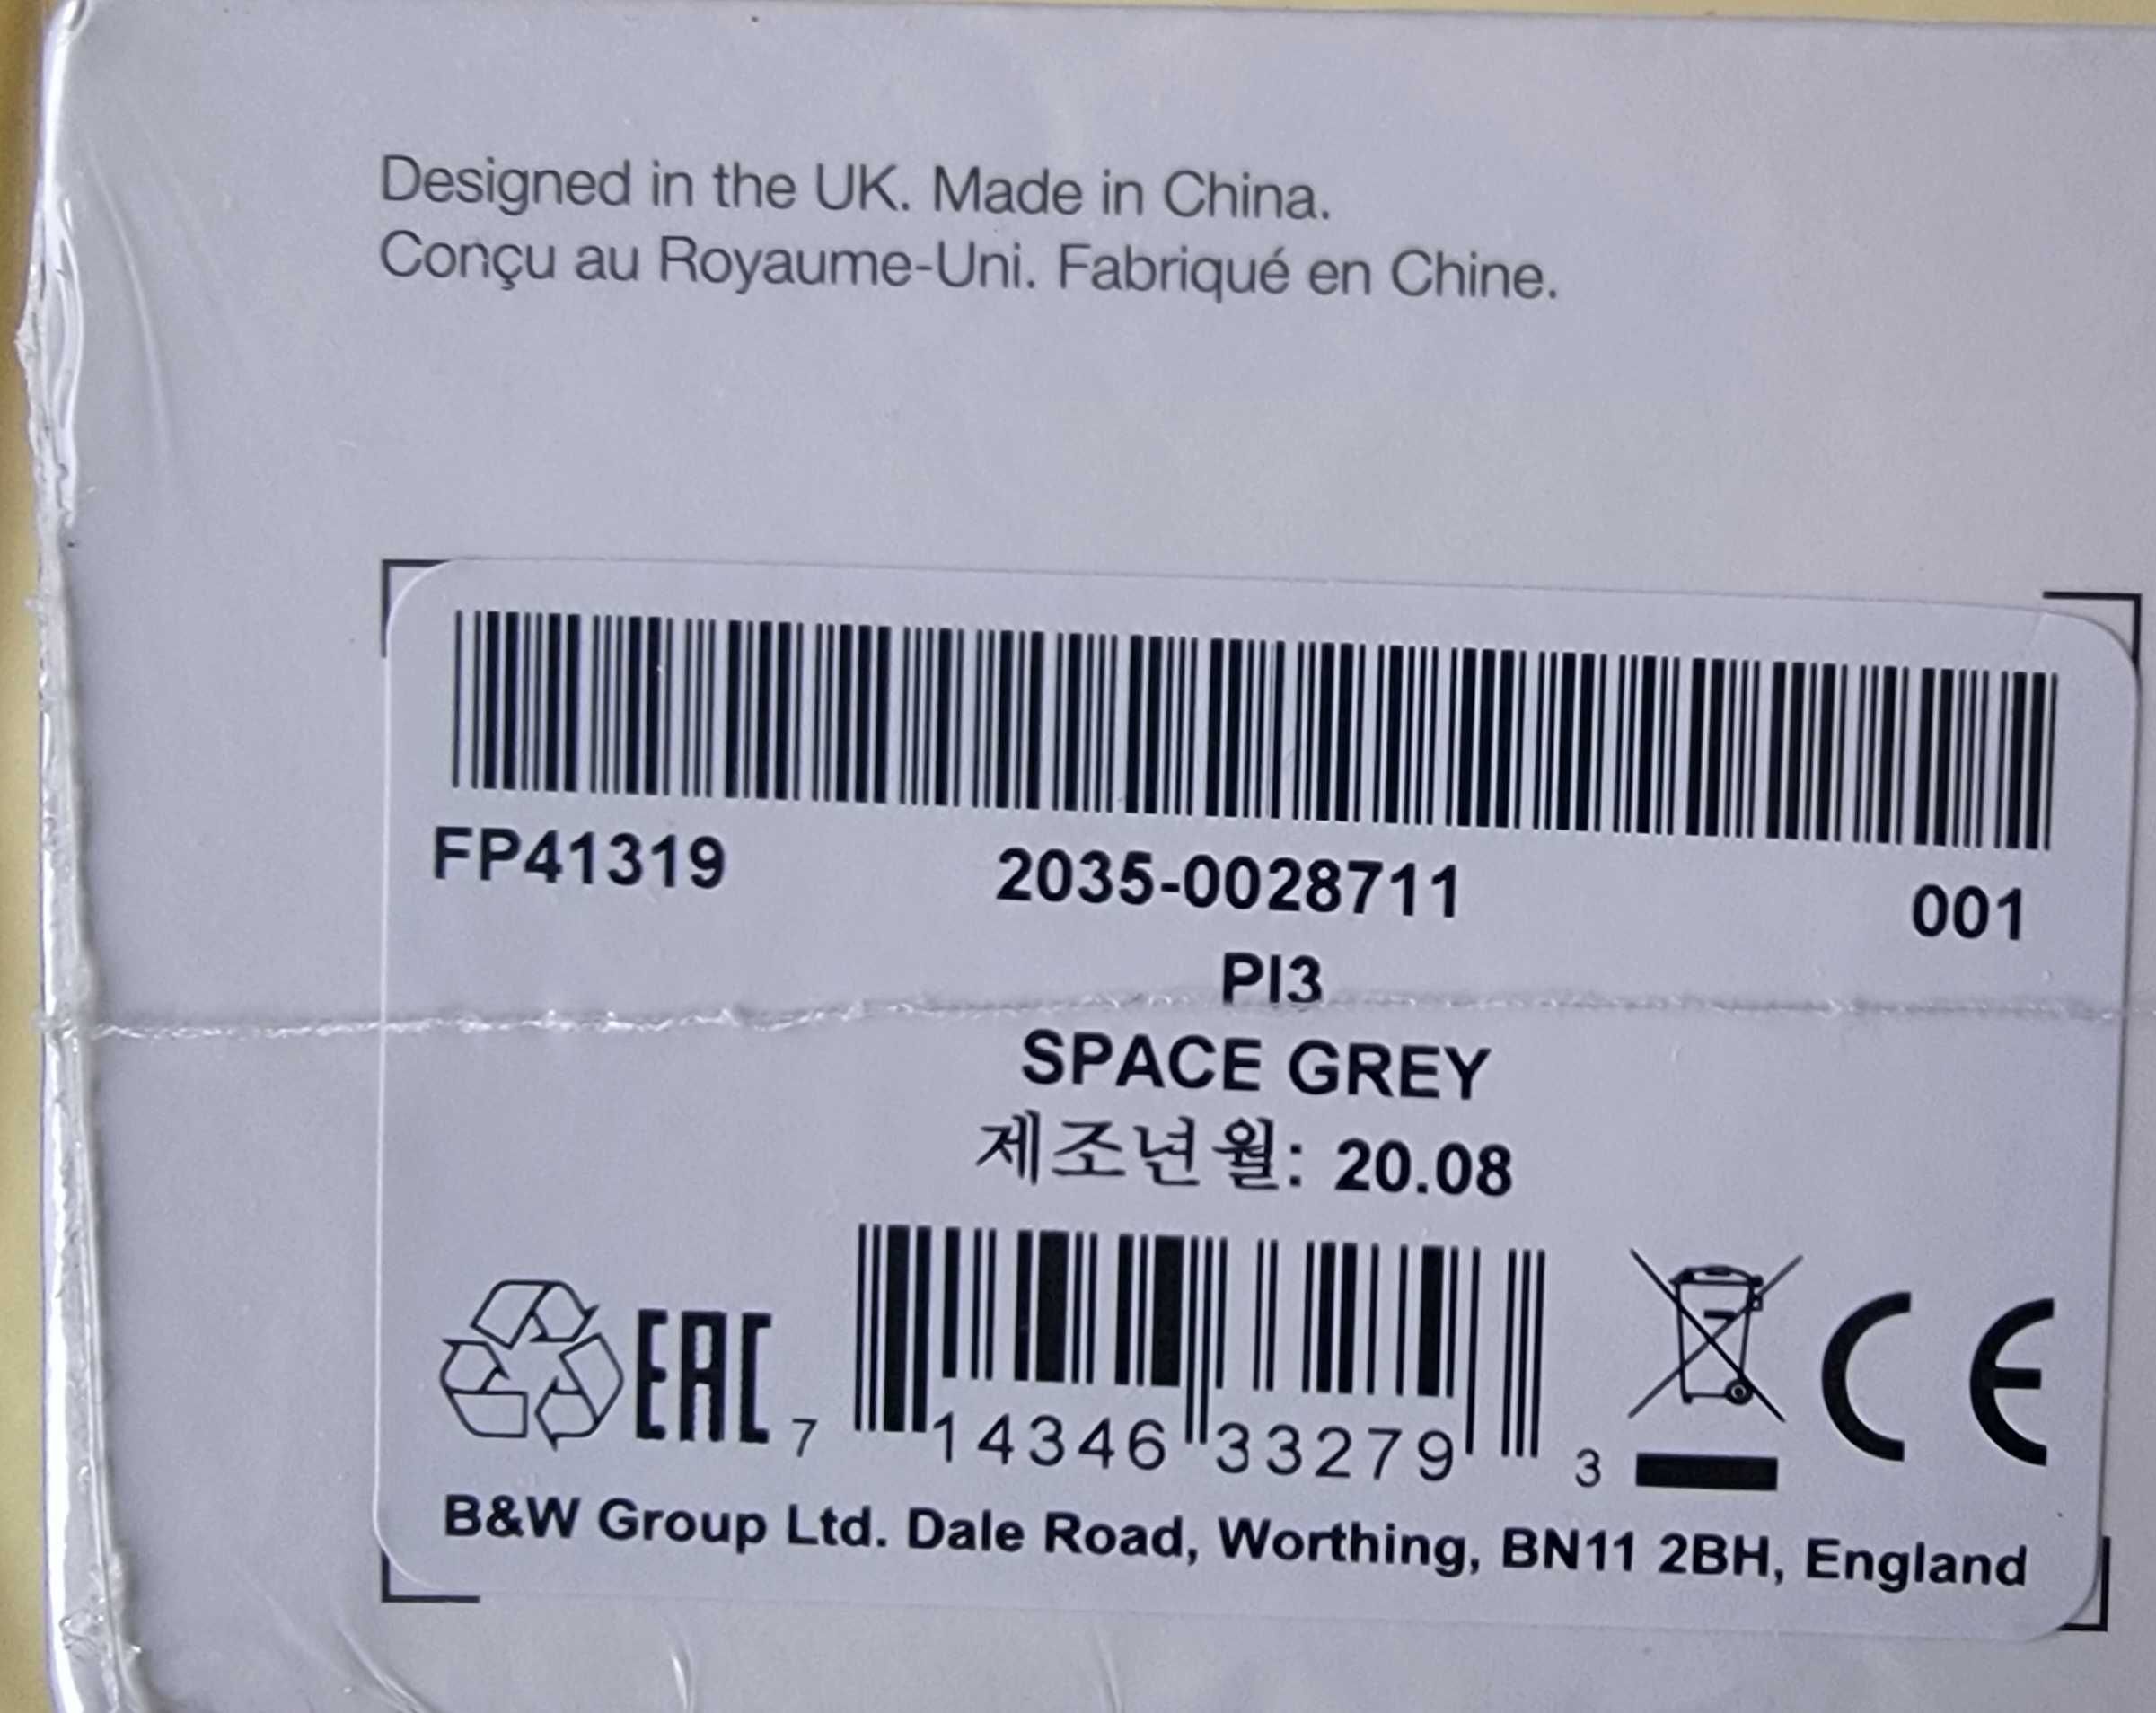 Designed in the UK. Made in China.
Conçu au Royaume-Uni. Fabriqué en Chine.
FP41319 2035-0028711 001
PI3
SPACE GREY
제조년월: 20.08
EAC 7 14346 33279 3 CE
B&W Group Ltd. Dale Road, Worthing, BN11 2BH, England